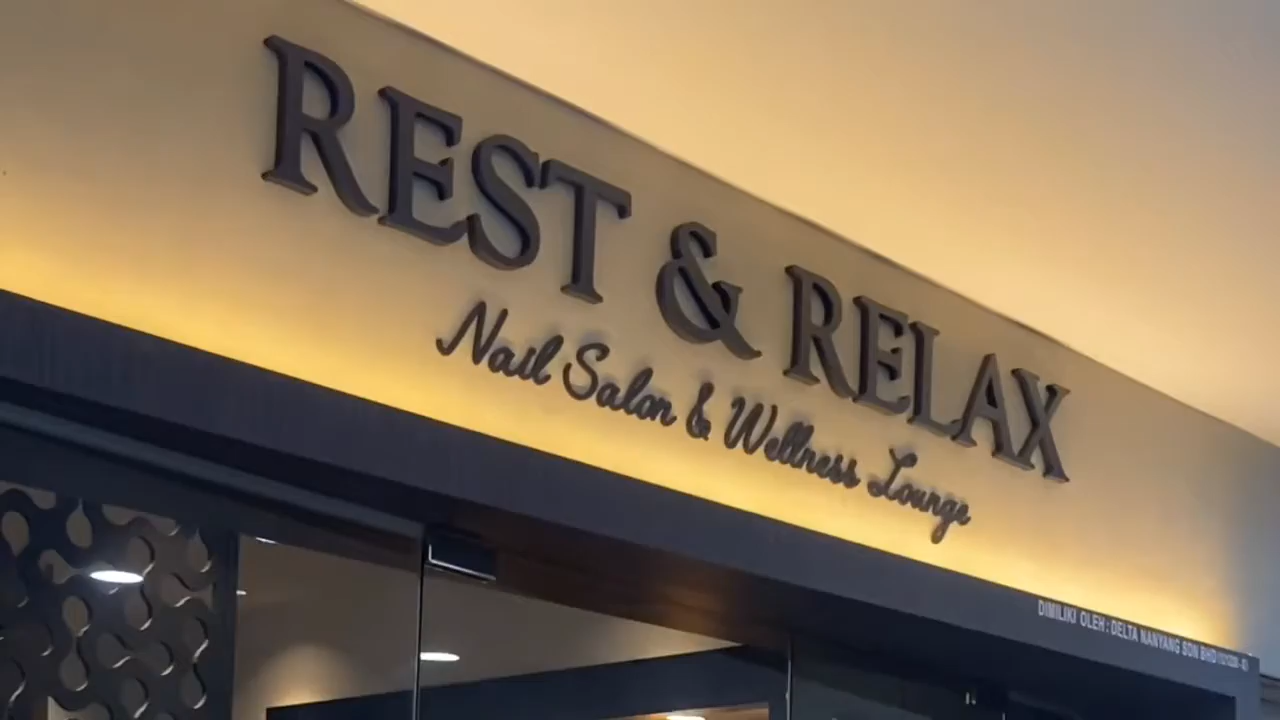 REST & RELAX
Nail Salon & Wellness Lounge
DIMILIKI OLEH : DELTA NANYANG SDN BHD